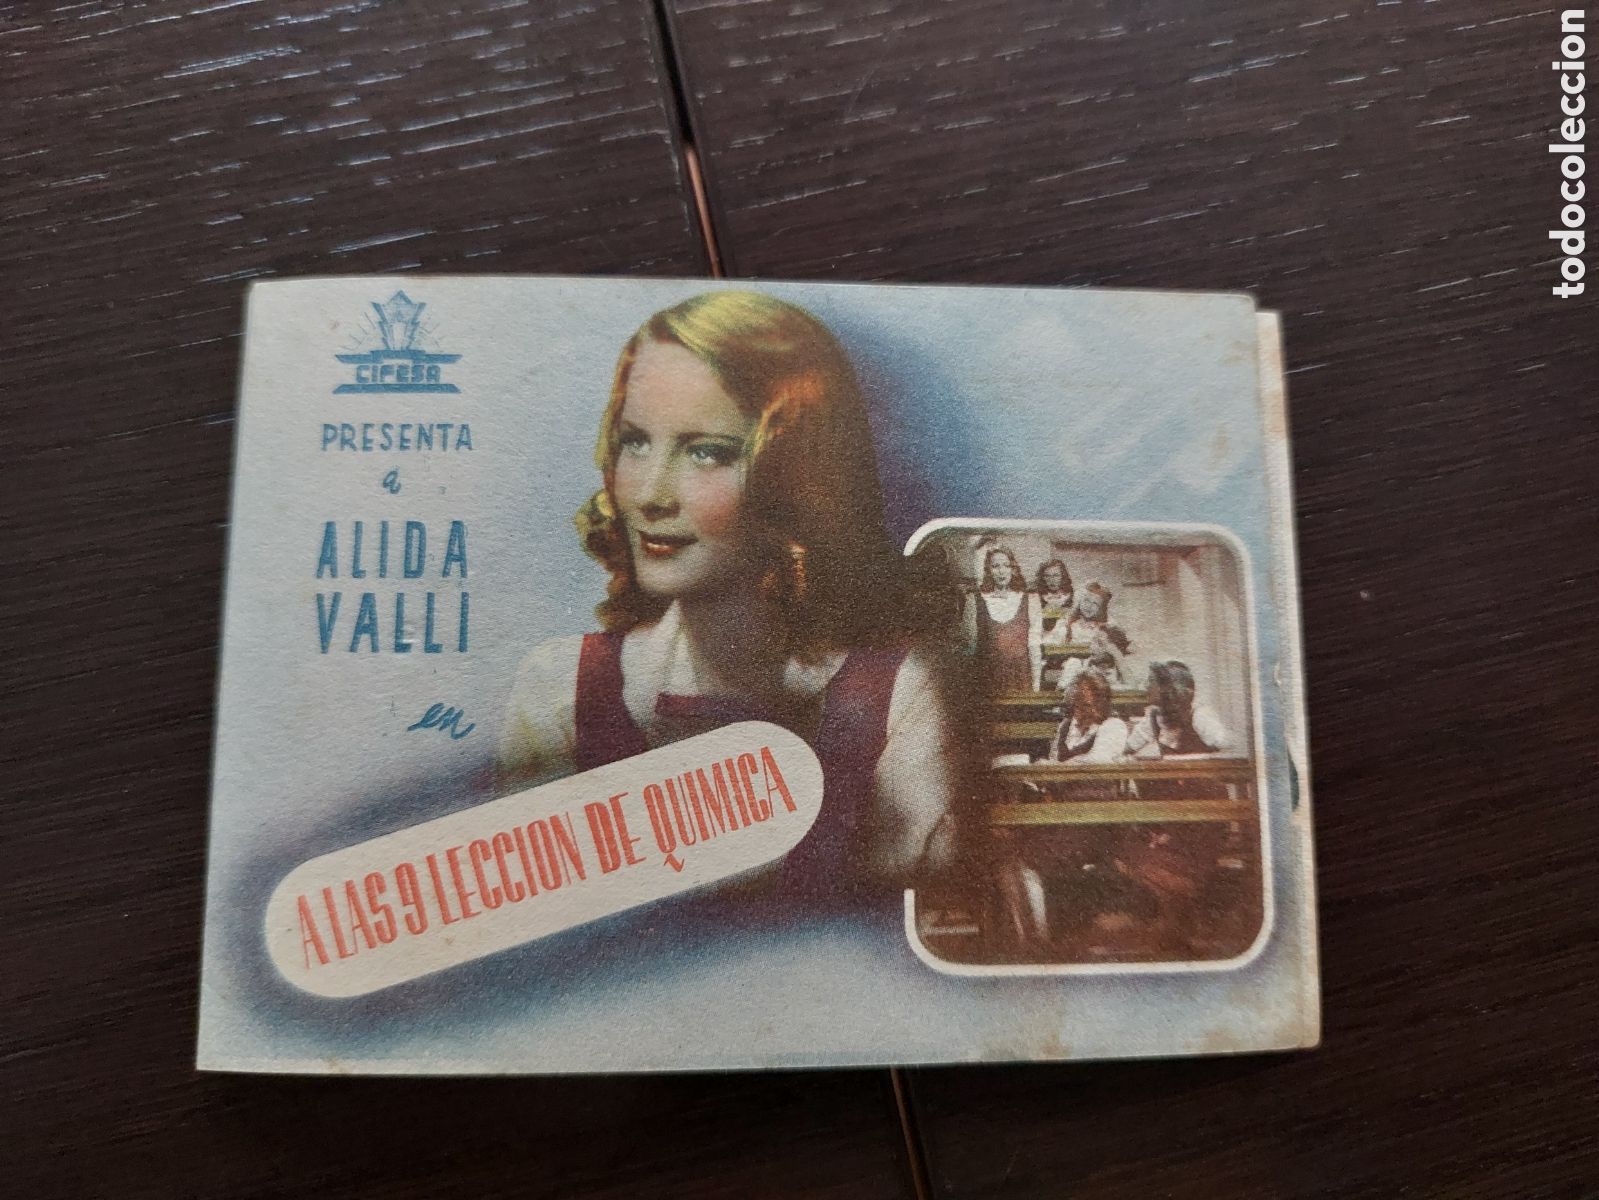 CIFESA
PRESENTA
a
ALIDA
VALLI
en
A LAS 9 LECCION DE QUIMICA
todocoleccion